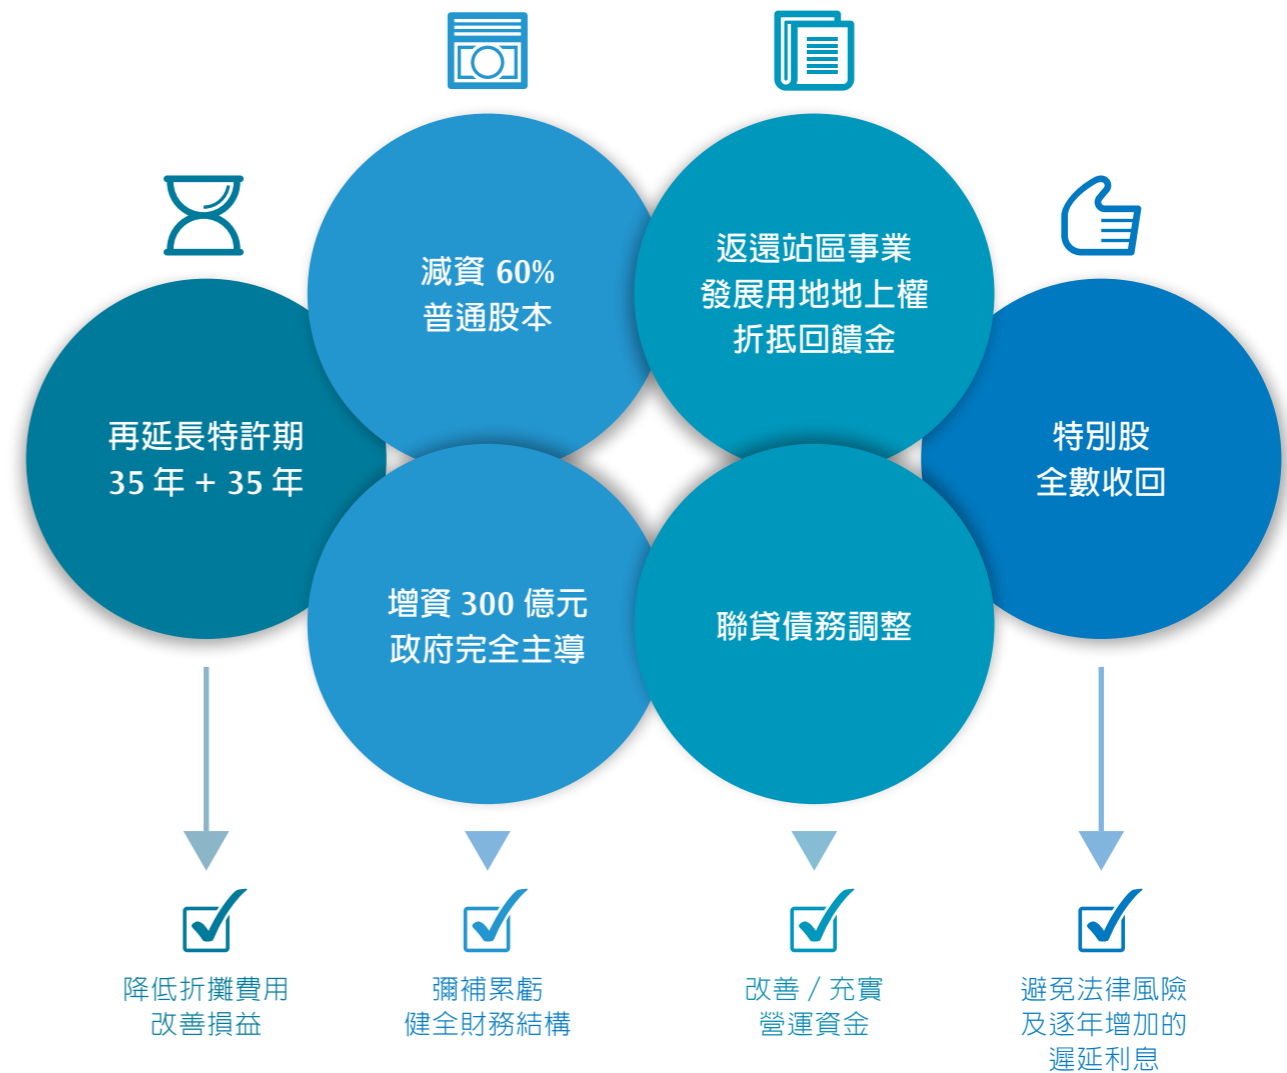 減資 60%
普通股本
返還站區事業
發展用地地上權
折抵回饋金
再延長特許期
35 年 + 35 年
特別股
全數收回
增資 300 億元
政府完全主導
聯貸債務調整
降低折攤費用
改善損益
彌補累虧
健全財務結構
改善 / 充實
營運資金
避免法律風險
及逐年增加的
遲延利息